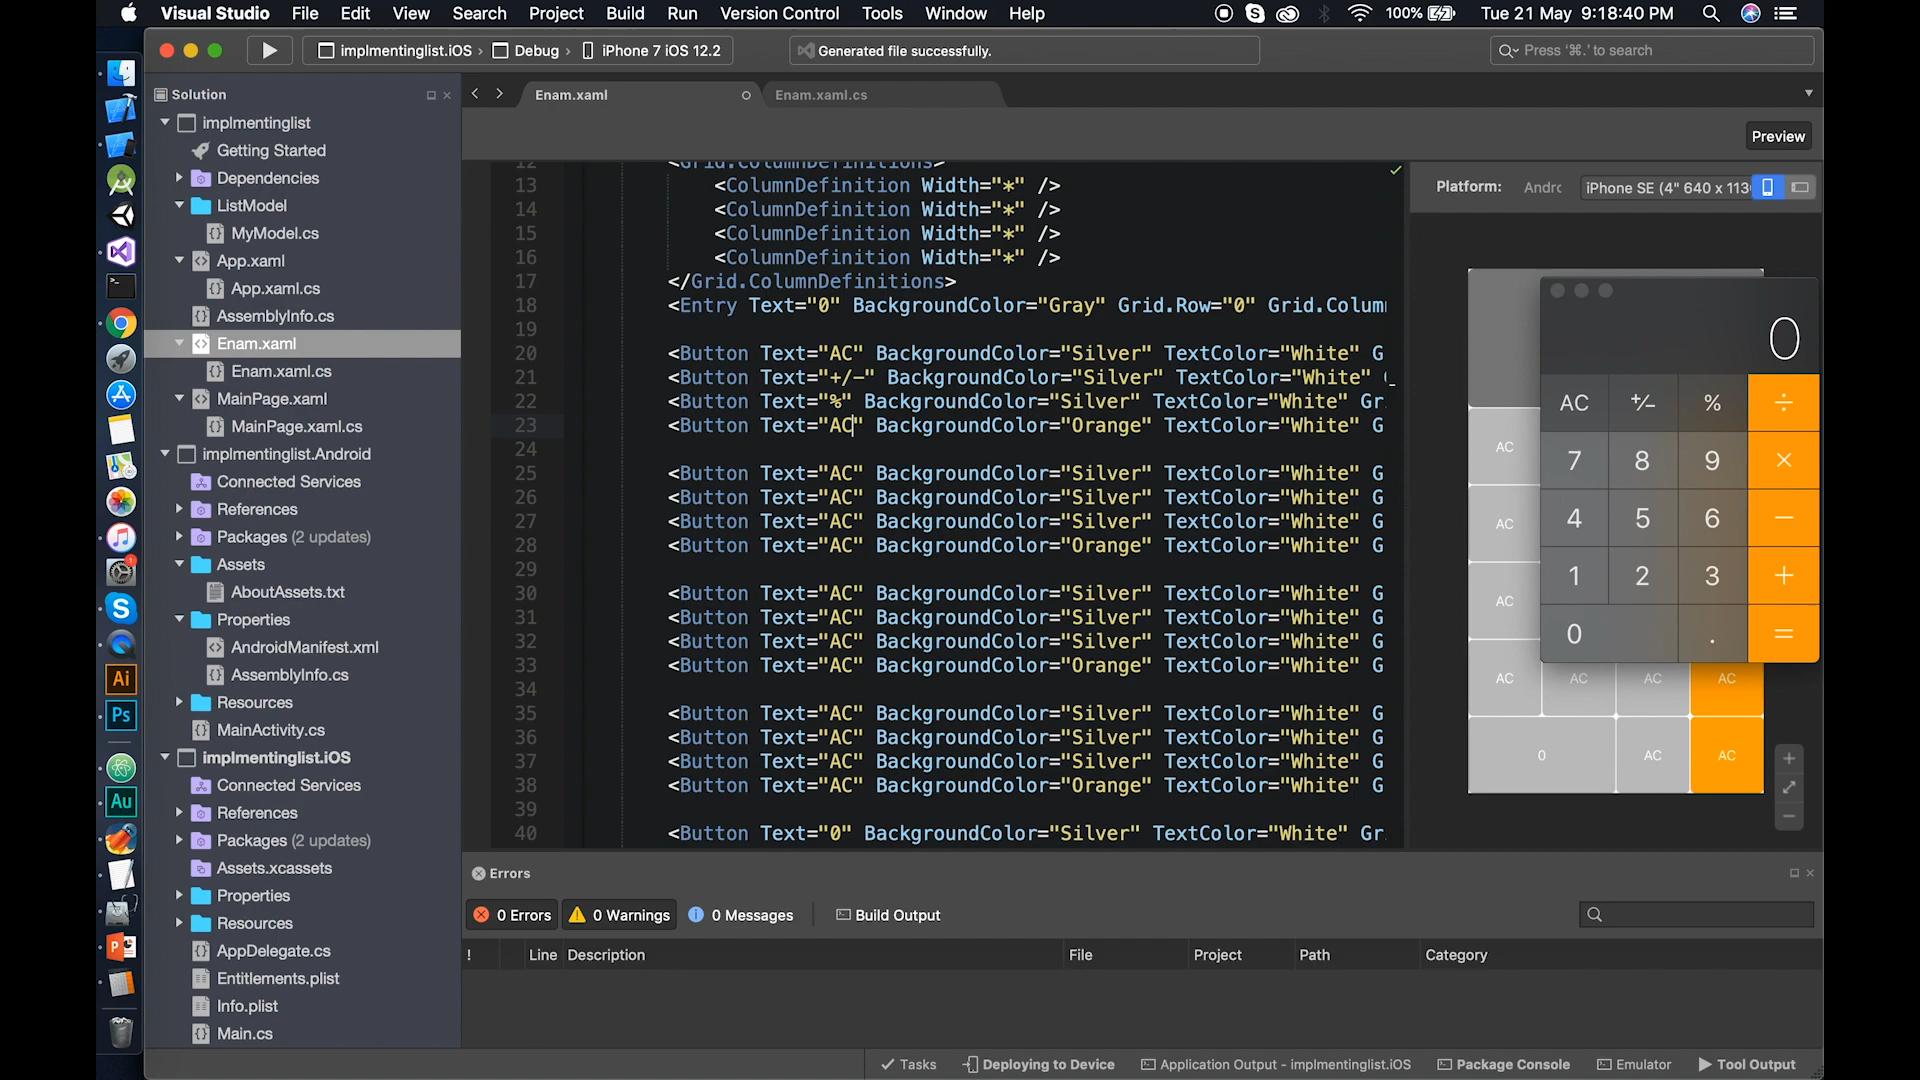 Visual Studio File Edit View Search Project Build Run Version Control Tools Window Help 100% Tue 21 May 9:18:40 PM
implmentinglist.iOS › Debug › iPhone 7 iOS 12.2 Generated file successfully. Press '⌘.' to search
Solution
implmentinglist
Getting Started
Dependencies
ListModel
MyModel.cs
App.xaml
App.xaml.cs
AssemblyInfo.cs
Enam.xaml
Enam.xaml.cs
MainPage.xaml
MainPage.xaml.cs
implmentinglist.Android
Connected Services
References
Packages (2 updates)
Assets
AboutAssets.txt
Properties
AndroidManifest.xml
AssemblyInfo.cs
Resources
MainActivity.cs
implmentinglist.iOS
Connected Services
References
Packages (2 updates)
Assets.xcassets
Properties
Resources
AppDelegate.cs
Entitlements.plist
Info.plist
Main.cs
Enam.xaml Enam.xaml.cs
Preview
12 <Grid.ColumnDefinitions>
13 <ColumnDefinition Width="*" />
14 <ColumnDefinition Width="*" />
15 <ColumnDefinition Width="*" />
16 <ColumnDefinition Width="*" />
17 </Grid.ColumnDefinitions>
18 <Entry Text="0" BackgroundColor="Gray" Grid.Row="0" Grid.Colum
19
20 <Button Text="AC" BackgroundColor="Silver" TextColor="White" G
21 <Button Text="+/–" BackgroundColor="Silver" TextColor="White"
22 <Button Text="%" BackgroundColor="Silver" TextColor="White" Gr
23 <Button Text="AC" BackgroundColor="Orange" TextColor="White" G
24
25 <Button Text="AC" BackgroundColor="Silver" TextColor="White" G
26 <Button Text="AC" BackgroundColor="Silver" TextColor="White" G
27 <Button Text="AC" BackgroundColor="Silver" TextColor="White" G
28 <Button Text="AC" BackgroundColor="Orange" TextColor="White" G
29
30 <Button Text="AC" BackgroundColor="Silver" TextColor="White" G
31 <Button Text="AC" BackgroundColor="Silver" TextColor="White" G
32 <Button Text="AC" BackgroundColor="Silver" TextColor="White" G
33 <Button Text="AC" BackgroundColor="Orange" TextColor="White" G
34
35 <Button Text="AC" BackgroundColor="Silver" TextColor="White" G
36 <Button Text="AC" BackgroundColor="Silver" TextColor="White" G
37 <Button Text="AC" BackgroundColor="Silver" TextColor="White" G
38 <Button Text="AC" BackgroundColor="Orange" TextColor="White" G
39
40 <Button Text="0" BackgroundColor="Silver" TextColor="White" Gr
Platform: Andrc iPhone SE (4" 640 x 113
0
AC +/– % ÷
7 8 9 ×
4 5 6 −
1 2 3 +
0 . =
AC
AC
AC
AC AC AC AC
0 AC AC
Errors
0 Errors 0 Warnings 0 Messages Build Output
! Line Description File Project Path Category
Tasks Deploying to Device Application Output - implmentinglist.iOS Package Console Emulator Tool Output
Ai
Ps
Au
1